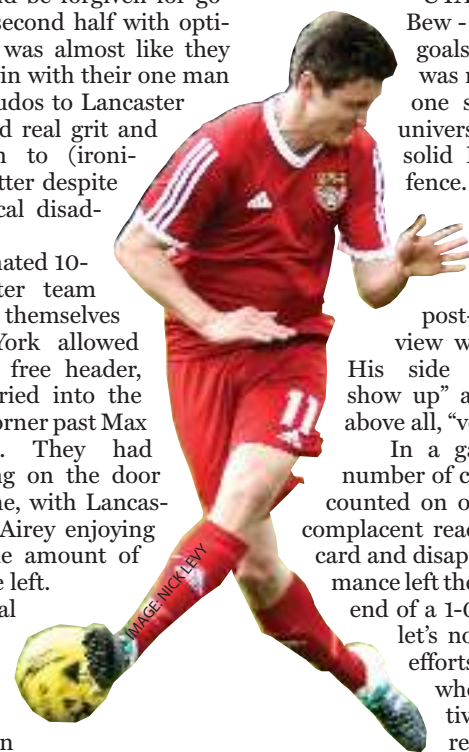 second half with opti-
was almost like they
in with their one man
udos to Lancaster
d real grit and
n to (ironi-
tter despite
cal disad-
nated 10-
ter team
themselves
York allowed
free header,
ried into the
orner past Max
They had
ng on the door
ne, with Lancas-
Airey enjoying
e amount of
e left.
al
n
Bew -
goals
was
one s
univers
solid
fence.
post-
view w
His side
show up” a
above all, “v
In a ga
number of c
counted on o
complacent reac
card and disap
mance left the
end of a 1-0
let’s no
efforts
whe
tiv
re
11
IMAGE: NICK LEVY